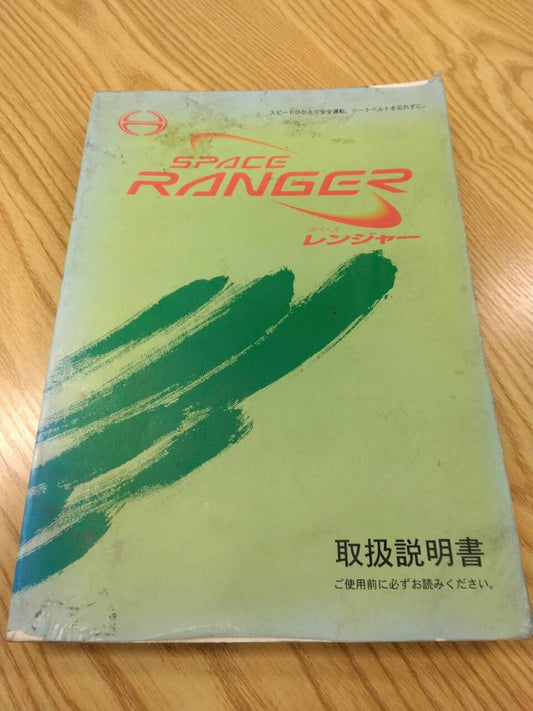 スピードひかえて安全運転。シートベルトを忘れずに。
SPACE
RANGER
スペース
レンジャー
取扱説明書
ご使用前に必ずお読みください。